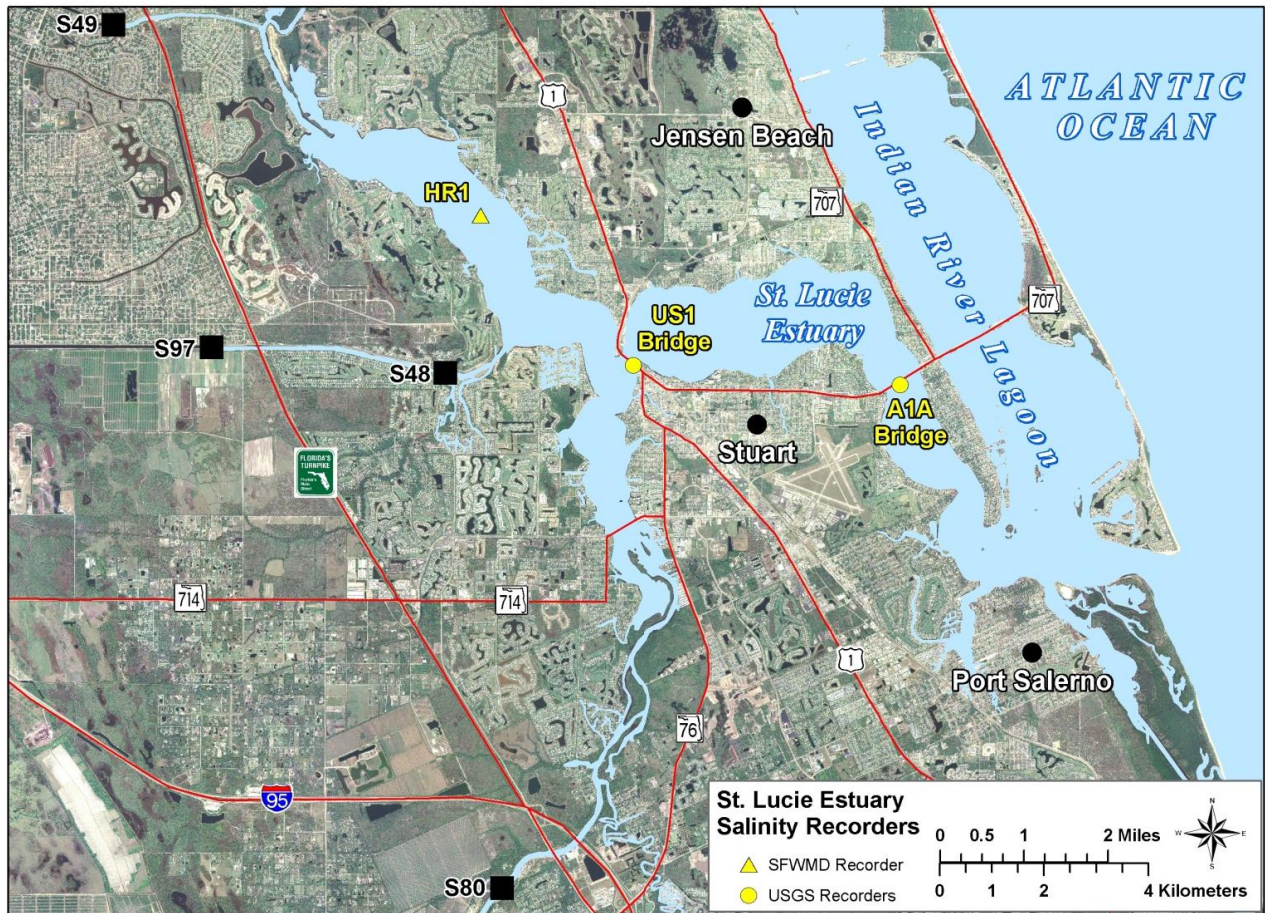 S49
1
ATLANTIC
OCEAN
Jensen Beach
Indian River Lagoon
HR1
707
St. Lucie
Estuary
707
US1
Bridge
S97
S48
A1A
Bridge
Stuart
FLORIDA'S
TURNPIKE
714
714
1
Port Salerno
76
95
S80
St. Lucie Estuary
Salinity Recorders
SFWMD Recorder
USGS Recorders
0 0.5 1 2 Miles
0 1 2 4 Kilometers
N
W E
S